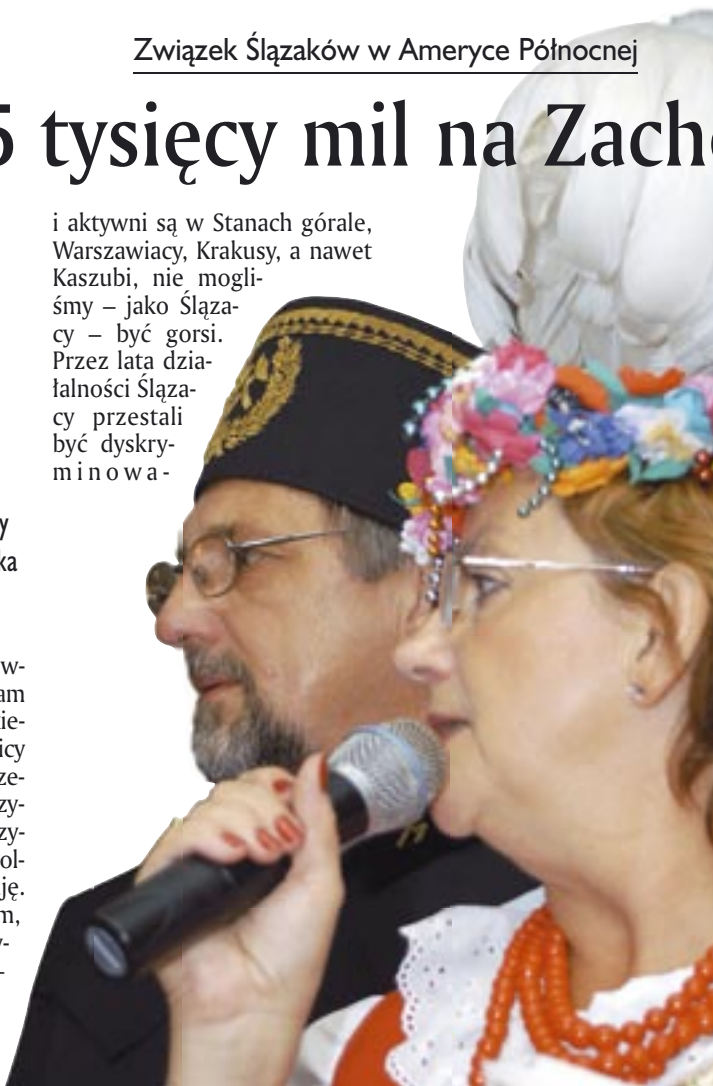 Związek Ślązaków w Ameryce Północnej
5 tysięcy mil na Zach
i aktywni są w Stanach górale,
Warszawiacy, Krakusy, a nawet
Kaszubi, nie mogli-
śmy – jako Śląza-
cy – być gorsi.
Przez lata dzia-
łalności Śląza-
cy przestali
być dyskry-
minowa-
y
ka
w-
am
ie-
icy
ze-
zy-
zy-
ol-
ję.
m,
y-
-